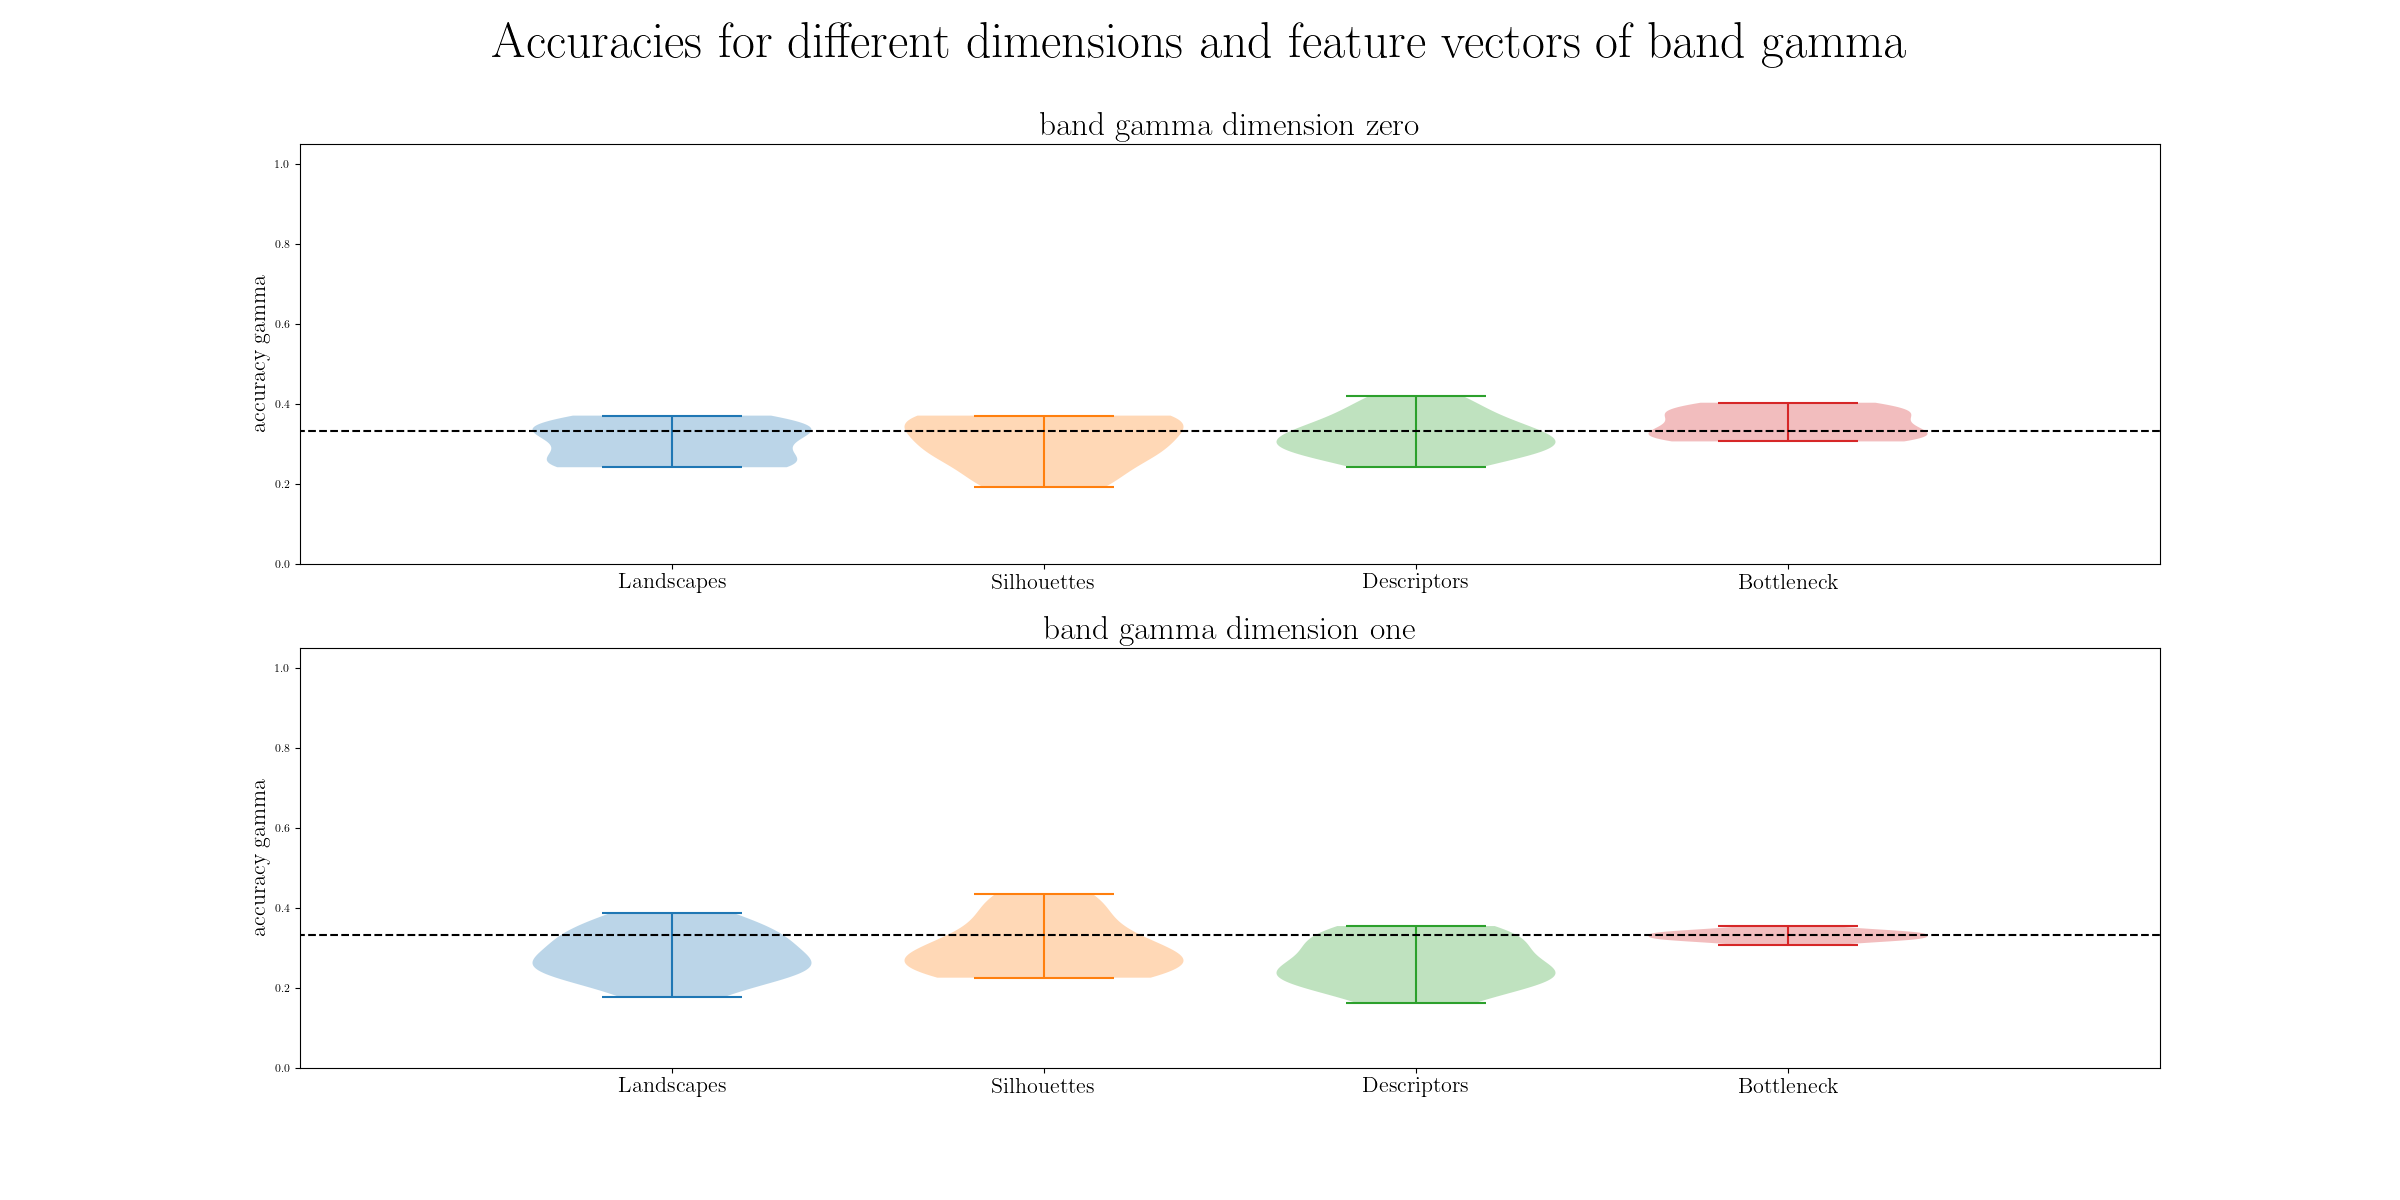 Accuracies for different dimensions and feature vectors of band gamma
band gamma dimension zero
1.0
0.8
0.6
0.4
0.2
0.0
accuracy gamma
Landscapes Silhouettes Descriptors Bottleneck
band gamma dimension one
1.0
0.8
0.6
0.4
0.2
0.0
accuracy gamma
Landscapes Silhouettes Descriptors Bottleneck